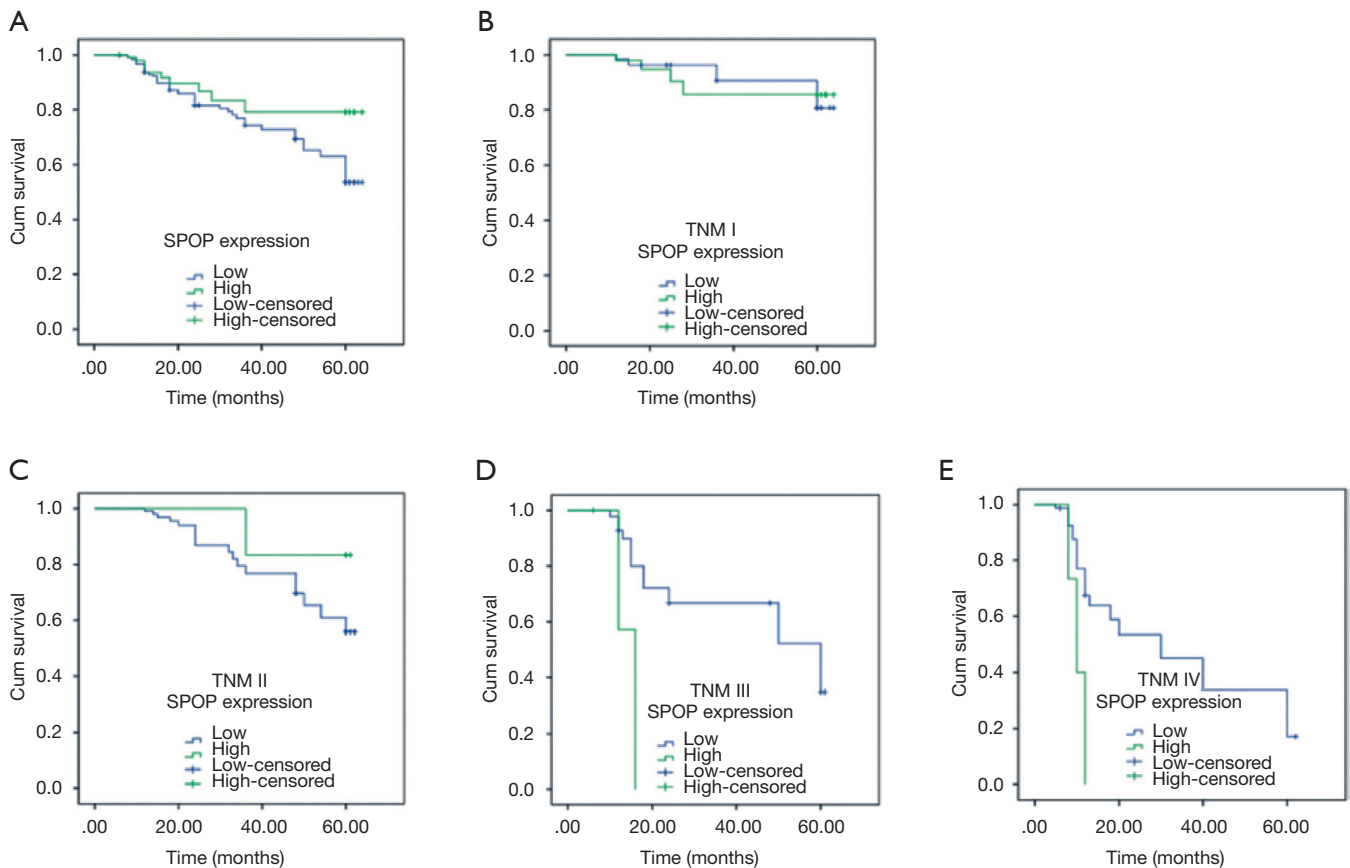 A
Cum survival
1.0
0.8
0.6
0.4
0.2
0.0
SPOP expression
Low
High
Low-censored
High-censored
.00 20.00 40.00 60.00
Time (months)
B
Cum survival
1.0
0.8
0.6
0.4
0.2
0.0
TNM I
SPOP expression
Low
High
Low-censored
High-censored
.00 20.00 40.00 60.00
Time (months)
C
Cum survival
1.0
0.8
0.6
0.4
0.2
0.0
TNM II
SPOP expression
Low
High
Low-censored
High-censored
.00 20.00 40.00 60.00
Time (months)
D
Cum survival
1.0
0.8
0.6
0.4
0.2
0.0
TNM III
SPOP expression
Low
High
Low-censored
High-censored
.00 20.00 40.00 60.00
Time (months)
E
Cum survival
1.0
0.8
0.6
0.4
0.2
0.0
TNM IV
SPOP expression
Low
High
Low-censored
High-censored
.00 20.00 40.00 60.00
Time (months)